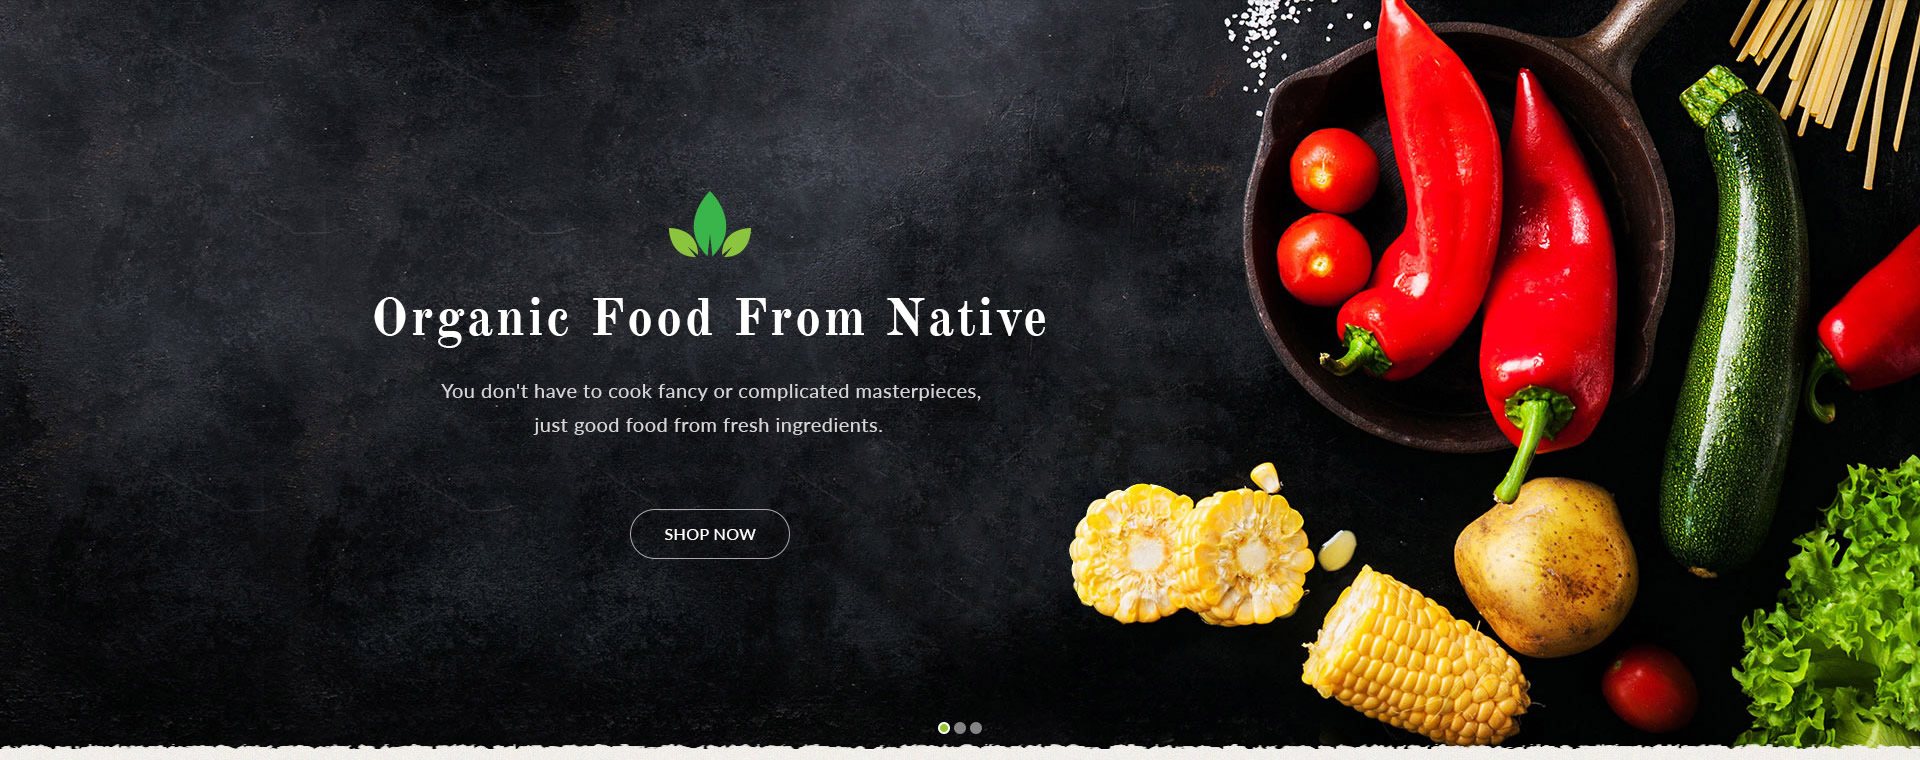 Organic Food From Native
You don't have to cook fancy or complicated masterpieces,
just good food from fresh ingredients.
SHOP NOW